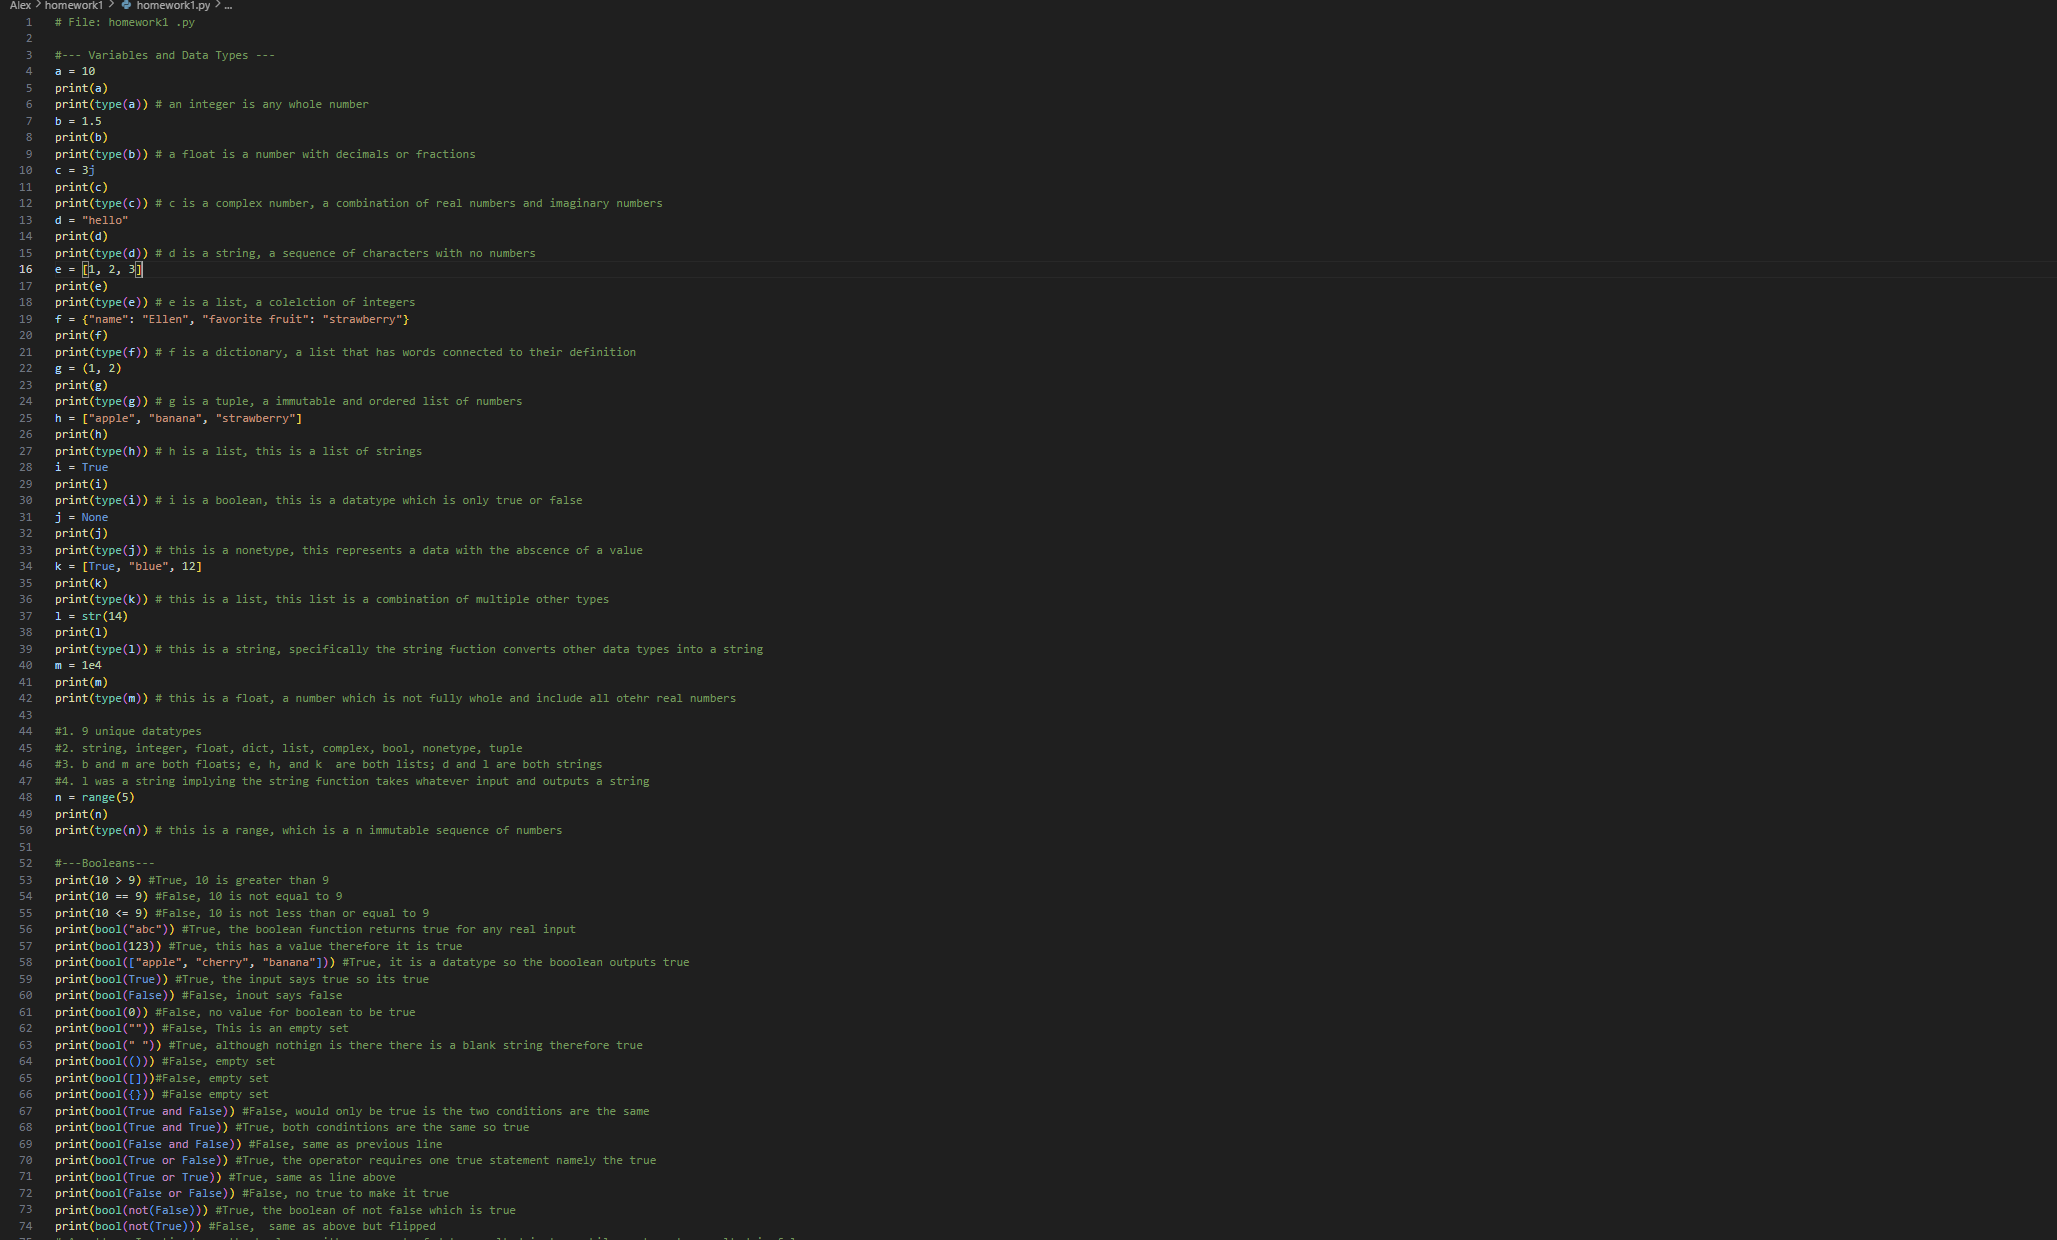 Alex > homework1 > homework1.py > ...
1 # File: homework1 .py
2
3 #--- Variables and Data Types ---
4 a = 10
5 print(a)
6 print(type(a)) # an integer is any whole number
7 b = 1.5
8 print(b)
9 print(type(b)) # a float is a number with decimals or fractions
10 c = 3j
11 print(c)
12 print(type(c)) # c is a complex number, a combination of real numbers and imaginary numbers
13 d = "hello"
14 print(d)
15 print(type(d)) # d is a string, a sequence of characters with no numbers
16 e = [1, 2, 3]
17 print(e)
18 print(type(e)) # e is a list, a colelction of integers
19 f = {"name": "Ellen", "favorite fruit": "strawberry"}
20 print(f)
21 print(type(f)) # f is a dictionary, a list that has words connected to their definition
22 g = (1, 2)
23 print(g)
24 print(type(g)) # g is a tuple, a immutable and ordered list of numbers
25 h = ["apple", "banana", "strawberry"]
26 print(h)
27 print(type(h)) # h is a list, this is a list of strings
28 i = True
29 print(i)
30 print(type(i)) # i is a boolean, this is a datatype which is only true or false
31 j = None
32 print(j)
33 print(type(j)) # this is a nonetype, this represents a data with the abscence of a value
34 k = [True, "blue", 12]
35 print(k)
36 print(type(k)) # this is a list, this list is a combination of multiple other types
37 l = str(14)
38 print(l)
39 print(type(l)) # this is a string, specifically the string fuction converts other data types into a string
40 m = 1e4
41 print(m)
42 print(type(m)) # this is a float, a number which is not fully whole and include all otehr real numbers
43
44 #1. 9 unique datatypes
45 #2. string, integer, float, dict, list, complex, bool, nonetype, tuple
46 #3. b and m are both floats; e, h, and k  are both lists; d and l are both strings
47 #4. l was a string implying the string function takes whatever input and outputs a string
48 n = range(5)
49 print(n)
50 print(type(n)) # this is a range, which is a n immutable sequence of numbers
51
52 #---Booleans---
53 print(10 > 9) #True, 10 is greater than 9
54 print(10 == 9) #False, 10 is not equal to 9
55 print(10 <= 9) #False, 10 is not less than or equal to 9
56 print(bool("abc")) #True, the boolean function returns true for any real input
57 print(bool(123)) #True, this has a value therefore it is true
58 print(bool(["apple", "cherry", "banana"])) #True, it is a datatype so the booolean outputs true
59 print(bool(True)) #True, the input says true so its true
60 print(bool(False)) #False, inout says false
61 print(bool(0)) #False, no value for boolean to be true
62 print(bool("")) #False, This is an empty set
63 print(bool(" ")) #True, although nothign is there there is a blank string therefore true
64 print(bool(())) #False, empty set
65 print(bool([]))#False, empty set
66 print(bool({})) #False empty set
67 print(bool(True and False)) #False, would only be true is the two conditions are the same
68 print(bool(True and True)) #True, both condintions are the same so true
69 print(bool(False and False)) #False, same as previous line
70 print(bool(True or False)) #True, the operator requires one true statement namely the true
71 print(bool(True or True)) #True, same as line above
72 print(bool(False or False)) #False, no true to make it true
73 print(bool(not(False))) #True, the boolean of not false which is true
74 print(bool(not(True))) #False,  same as above but flipped